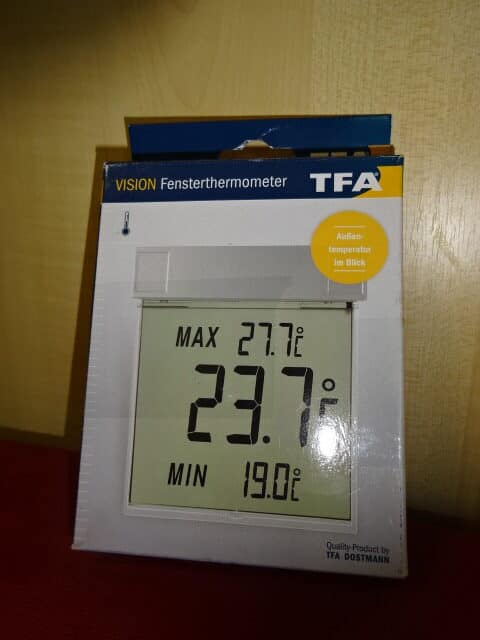 VISION Fensterthermometer TFA®
Außen-
temperatur
im Blick
MAX 27.7°C
23.7°C
MIN 19.0°C
Quality-Product by
TFA DOSTMANN